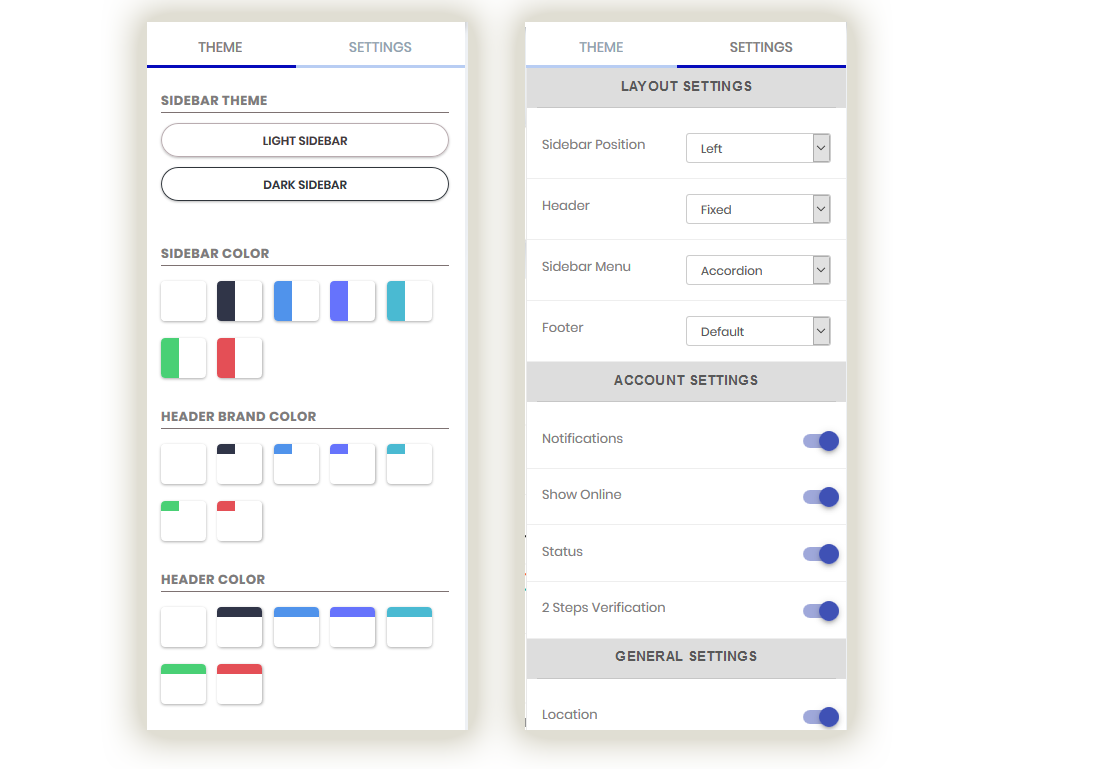 THEME SETTINGS
SIDEBAR THEME
LIGHT SIDEBAR
DARK SIDEBAR
SIDEBAR COLOR
HEADER BRAND COLOR
HEADER COLOR
THEME SETTINGS
LAYOUT SETTINGS
Sidebar Position Left
Header Fixed
Sidebar Menu Accordion
Footer Default
ACCOUNT SETTINGS
Notifications
Show Online
Status
2 Steps Verification
GENERAL SETTINGS
Location